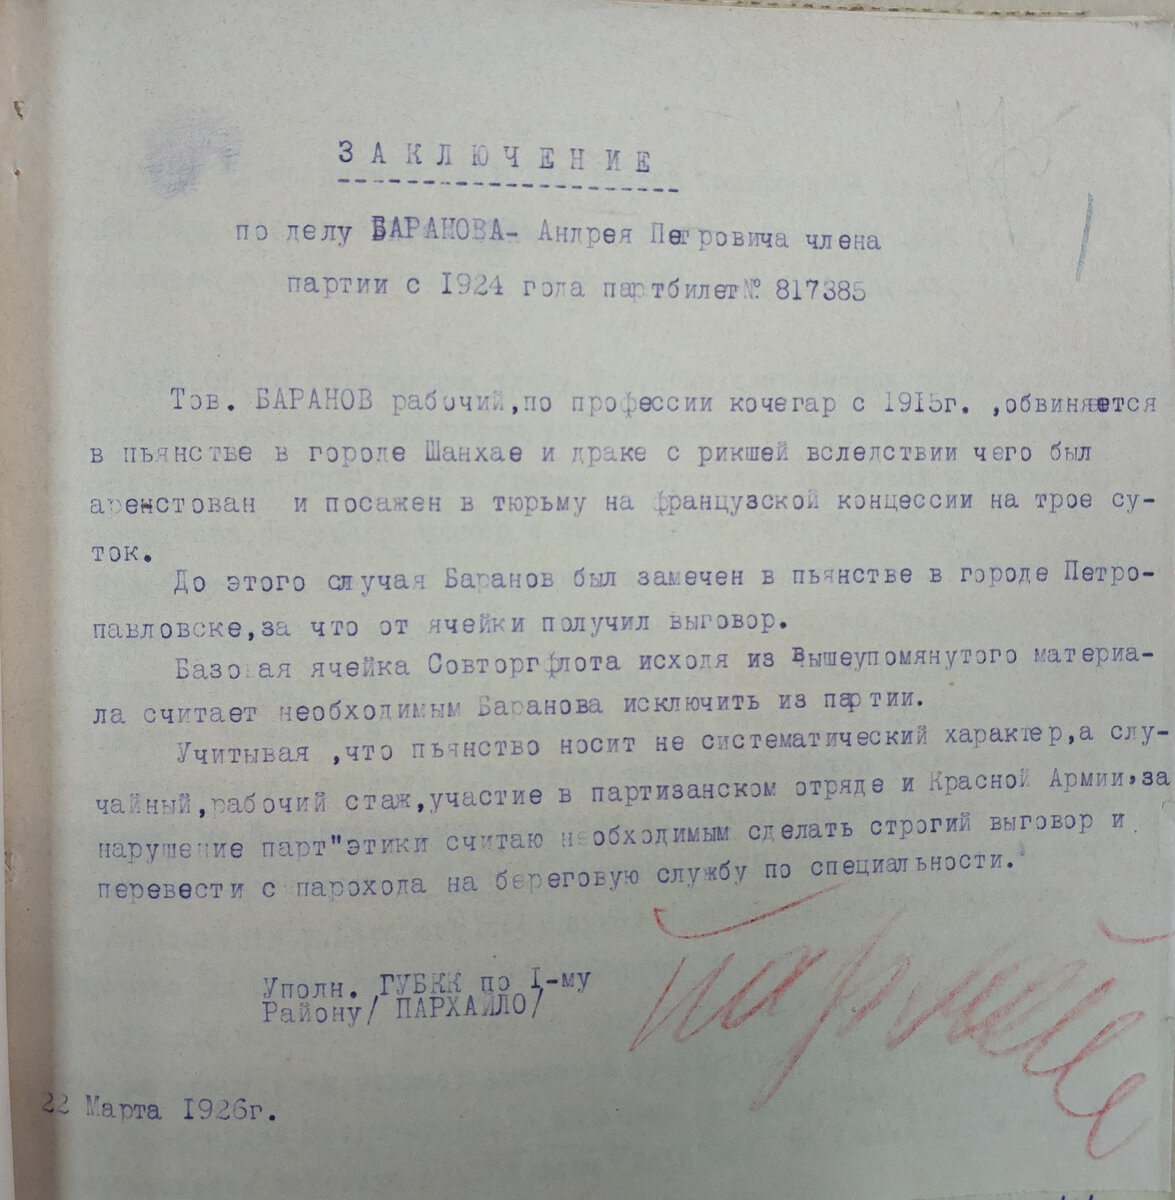 ЗАКЛЮЧЕНИЕ
по делу БАРАНОВА- Андрея Петровича члена
партии с 1924 года партбилет№ 817385
1
Тов. БАРАНОВ рабочий,по профессии кочегар с 1915г. ,обвиняется
в пьянстве в городе Шанхае и драке с рикшей вследствии чего был
аренстован и посажен в тюрьму на французской концессии на трое су-
ток.
До этого случая Баранов был замечен в пьянстве в городе Петро-
павловске,за что от ячейки получил выговор.
Базовая ячейка Совторгфлота исходя из вышеупомянутого материа-
ла считает необходимым Баранова исключить из партии.
Учитывая ,что пьянство носит не систематический характер,а слу-
чайный,рабочий стаж,участие в партизанском отряде и Красной Армии,за
нарушение парт"этики считаю необходимым сделать строгий выговор и
перевести с парохода на береговую службу по специальности.
Уполн. ГУБКК по I-му
Району/ ПАРХАЙЛО/
22 Марта 1926г.